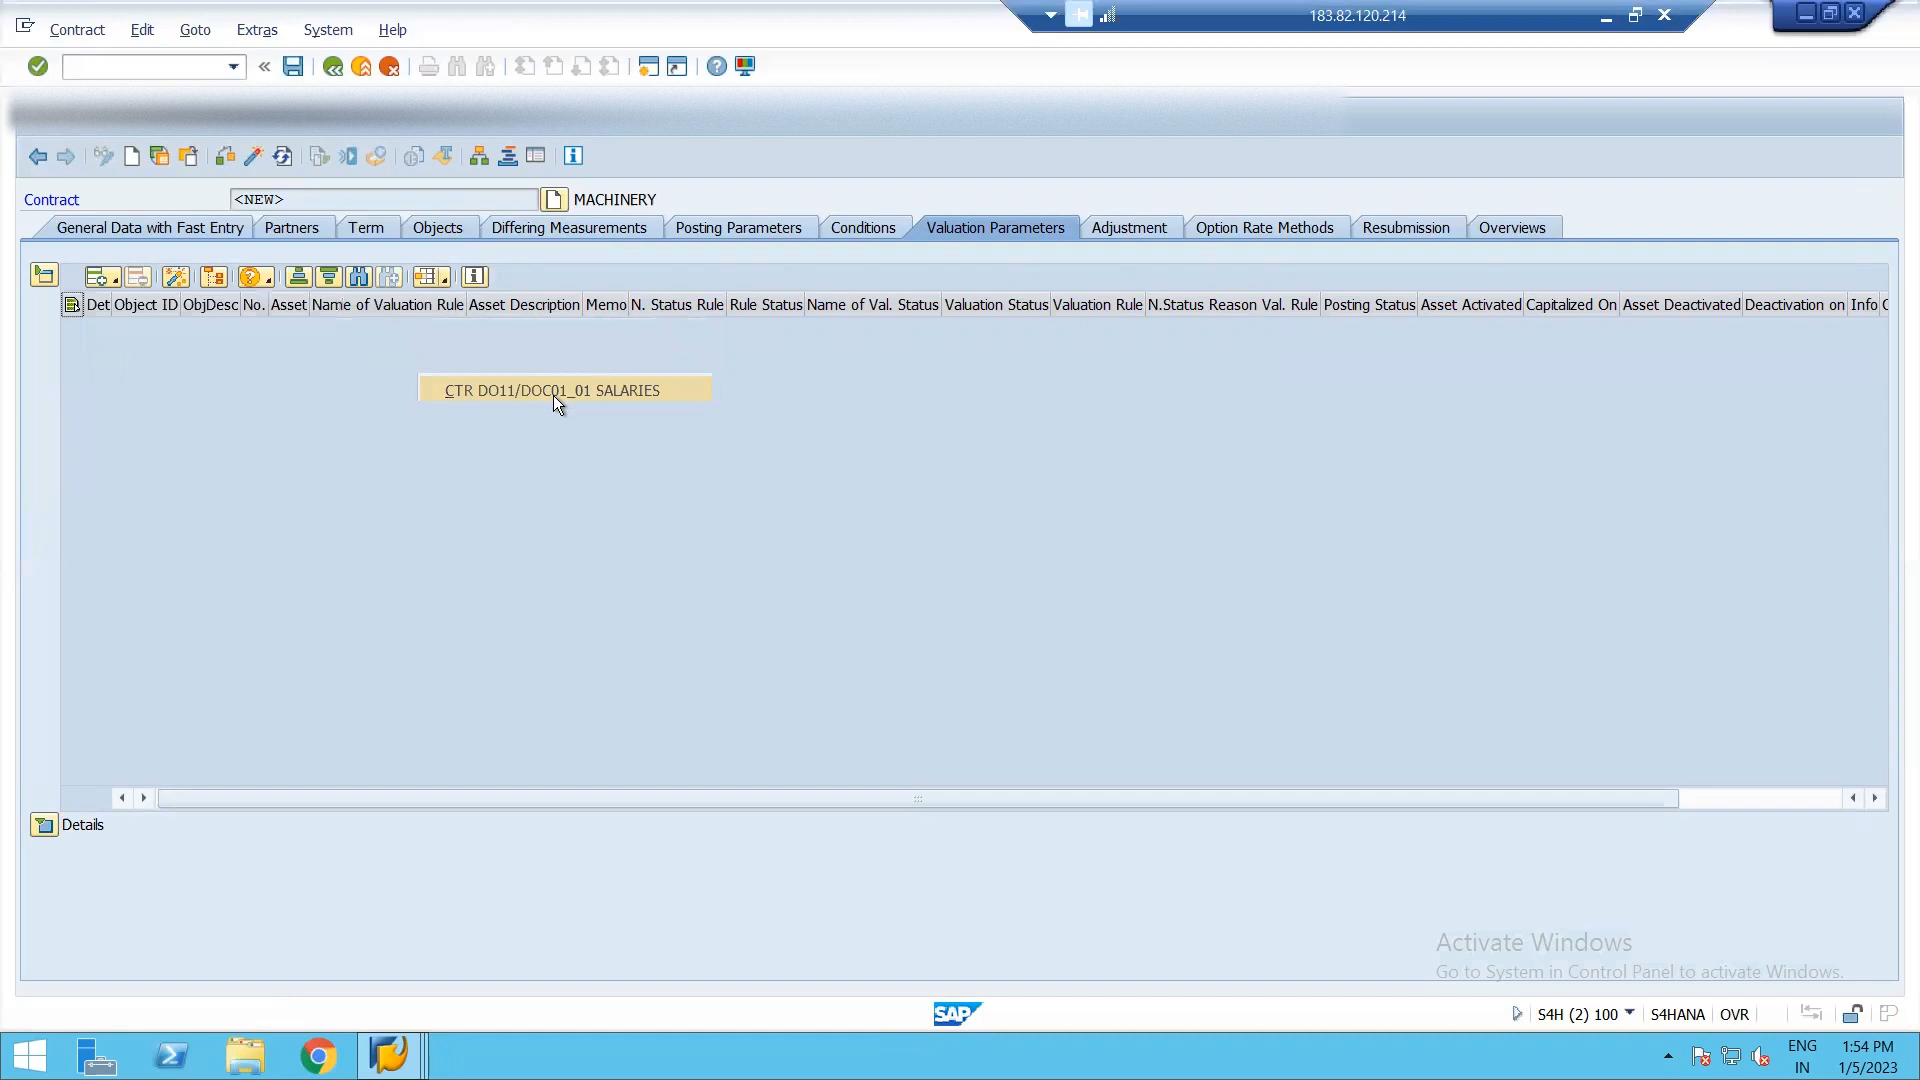 183.82.120.214
Contract Edit Goto Extras System Help
Contract <NEW> MACHINERY
General Data with Fast Entry Partners Term Objects Differing Measurements Posting Parameters Conditions Valuation Parameters Adjustment Option Rate Methods Resubmission Overviews
Det Object ID ObjDesc No. Asset Name of Valuation Rule Asset Description Memo N. Status Rule Rule Status Name of Val. Status Valuation Status Valuation Rule N.Status Reason Val. Rule Posting Status Asset Activated Capitalized On Asset Deactivated Deactivation on Info
CTR DO11/DOC01_01 SALARIES
Details
Activate Windows
Go to System in Control Panel to activate Windows.
SAP S4H (2) 100 S4HANA OVR
ENG 1:54 PM
IN 1/5/2023